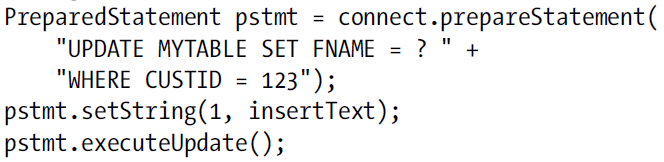 PreparedStatement pstmt = connect.prepareStatement(
    "UPDATE MYTABLE SET FNAME = ? " +
    "WHERE CUSTID = 123");
pstmt.setString(1, insertText);
pstmt.executeUpdate();